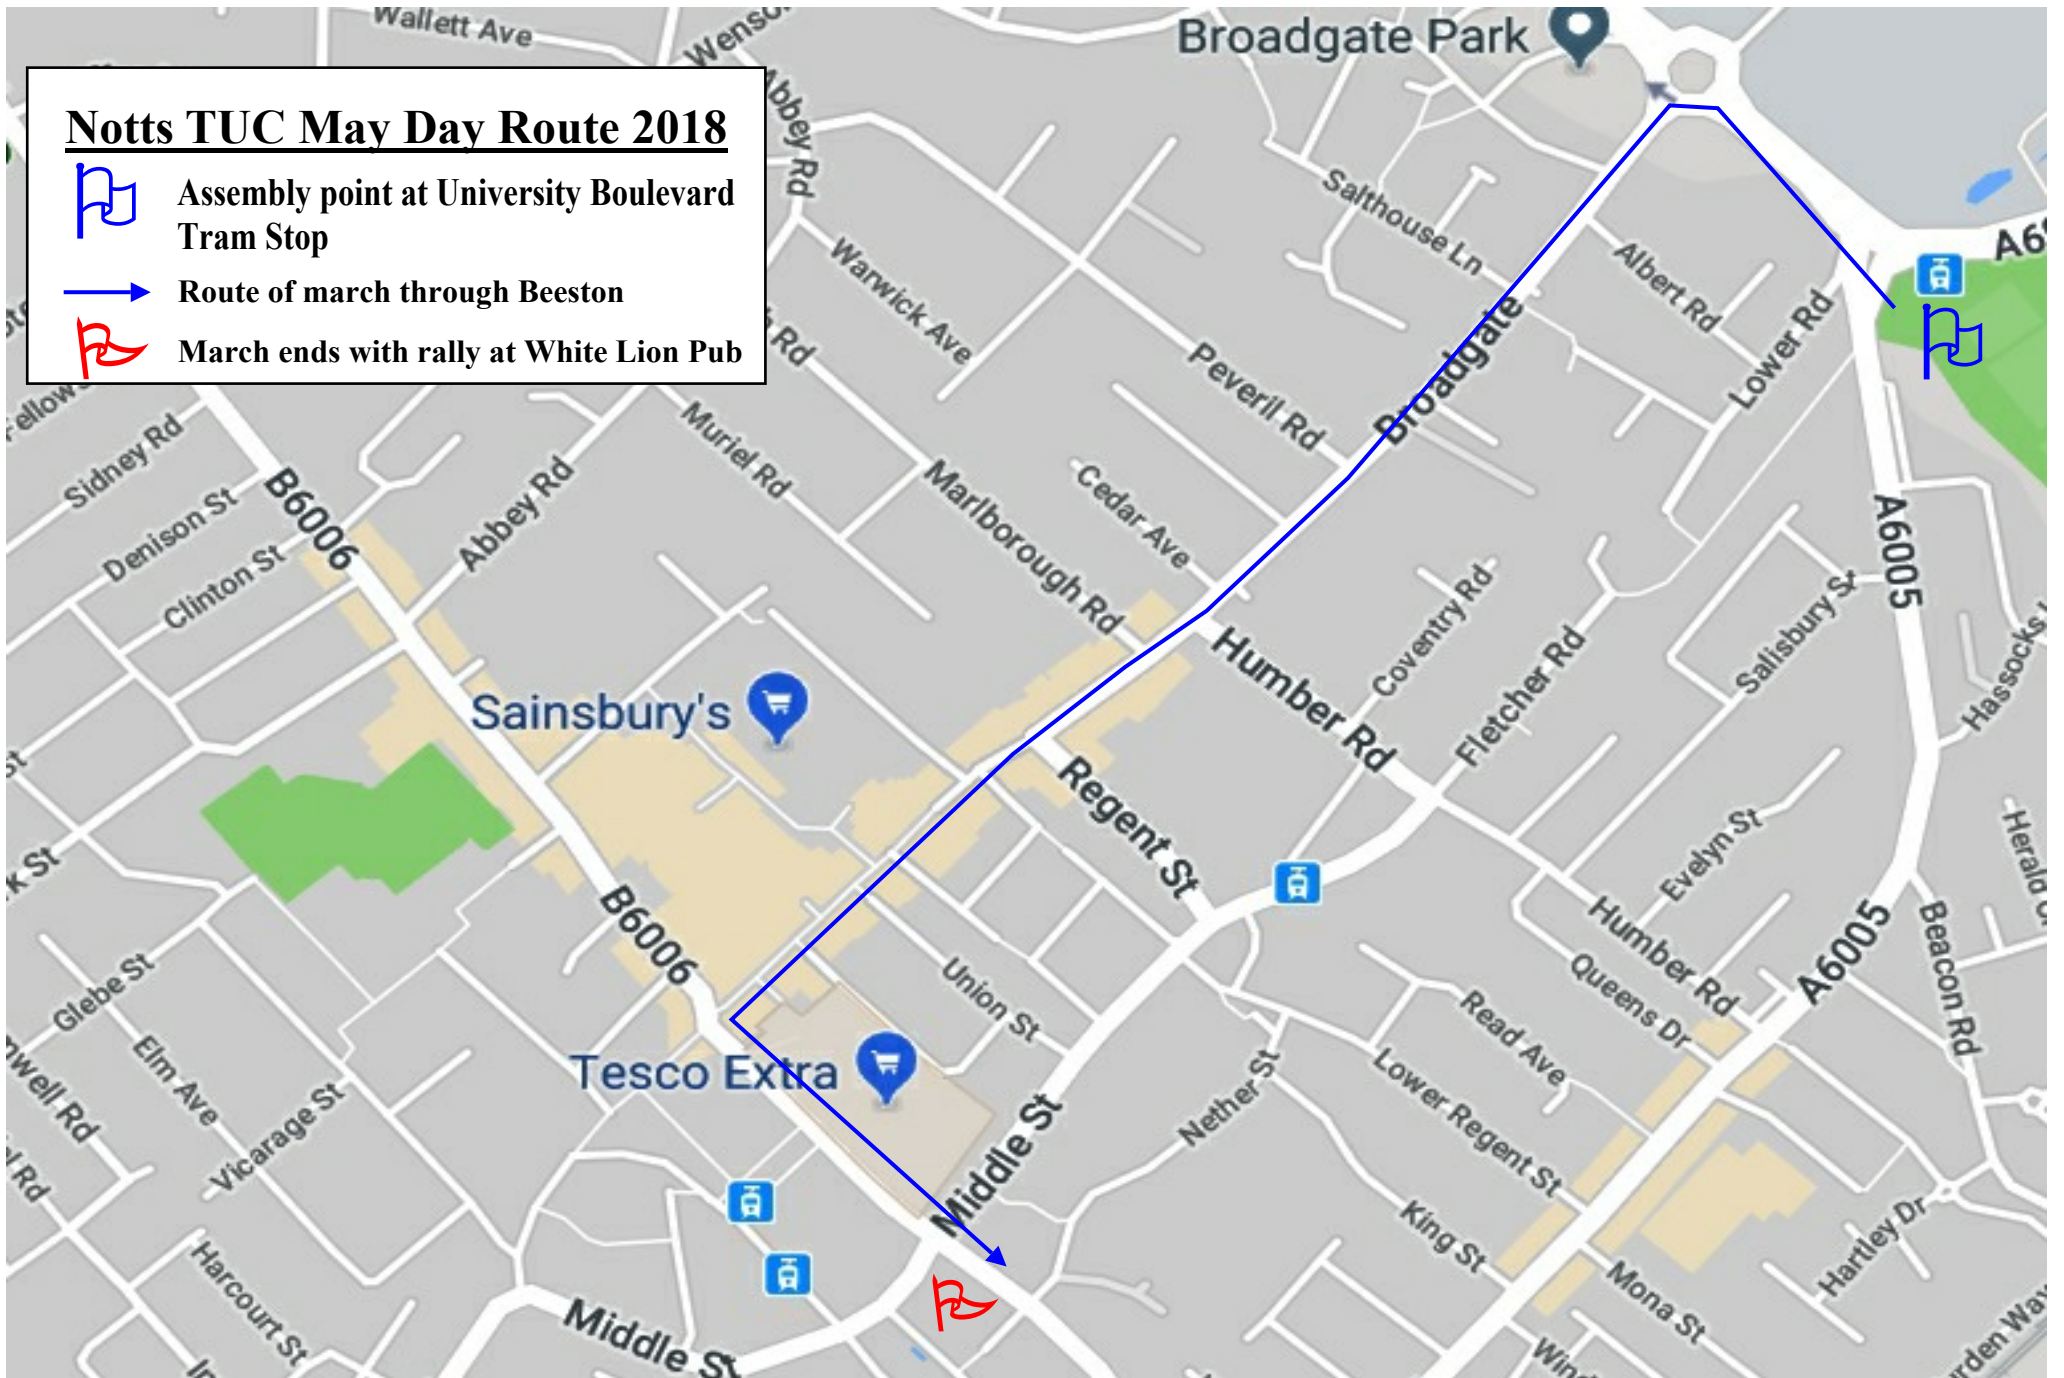 Notts TUC May Day Route 2018
Assembly point at University Boulevard
Tram Stop
Route of march through Beeston
March ends with rally at White Lion Pub
Wallett Ave
Abbey Rd
Broadgate Park
Salthouse Ln
Warwick Ave
Albert Rd
Lower Rd
Broadgate
Peveril Rd
Sidney Rd
Denison St
Clinton St
B6006
Abbey Rd
Muriel Rd
Marlborough Rd
Cedar Ave
A6005
Coventry Rd
Fletcher Rd
Salisbury St
Humber Rd
Sainsbury's
Regent St
Evelyn St
B6006
Union St
Humber Rd
A6005
Beacon Rd
Queens Dr
Read Ave
Glebe St
Elm Ave
Vicarage St
Tesco Extra
Middle St
Nether St
Lower Regent St
King St
Hartley Dr
Mona St
Harcourt St
Middle St